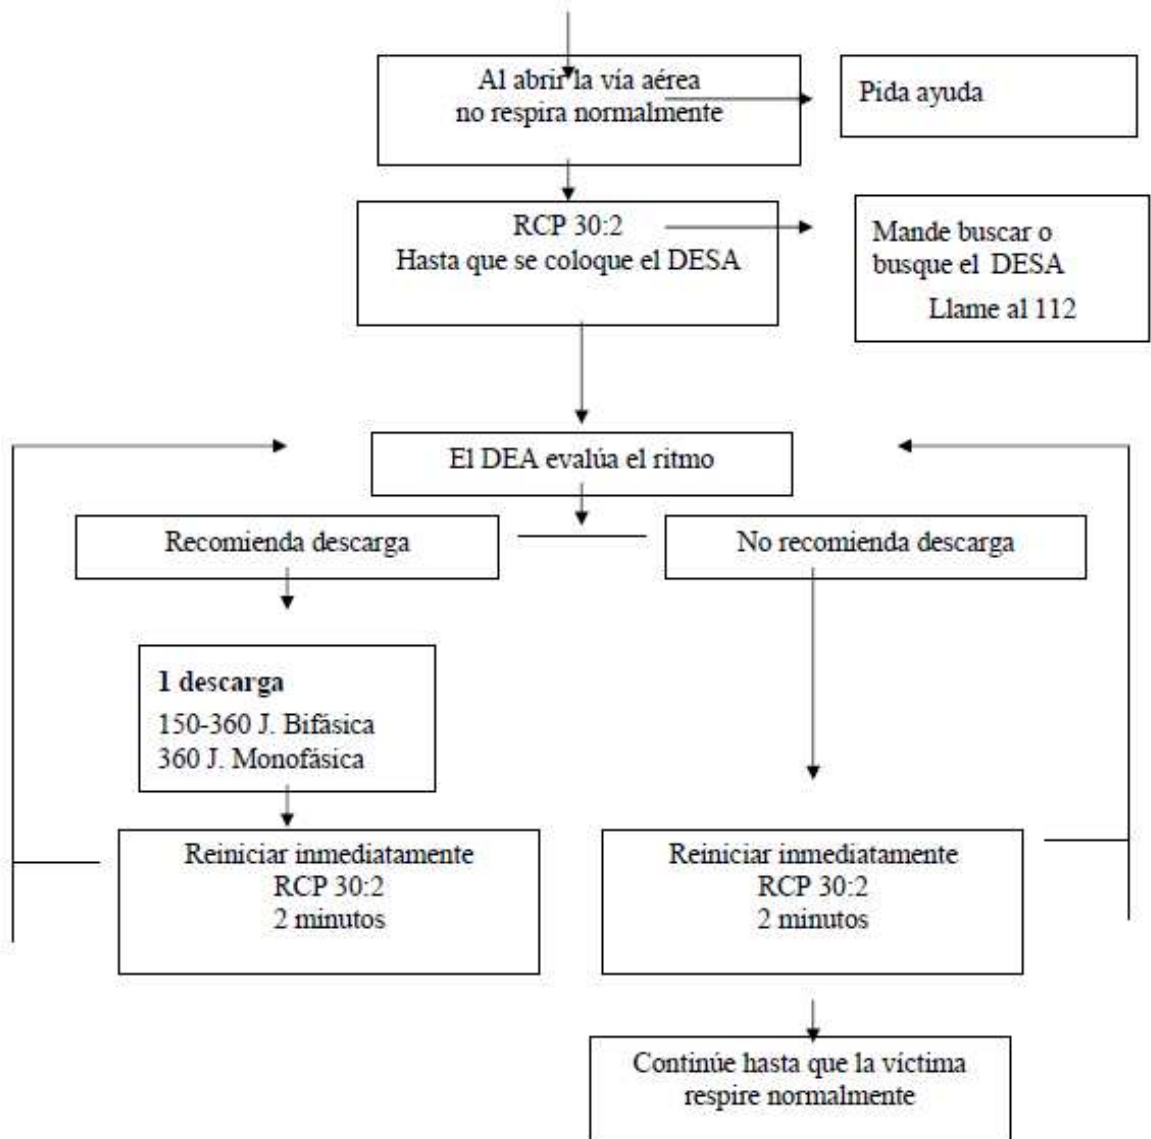 Al abrir la vía aérea
no respira normalmente
Pida ayuda
RCP 30:2
Hasta que se coloque el DESA
Mande buscar o
busque el DESA
Llame al 112
El DEA evalúa el ritmo
Recomienda descarga
No recomienda descarga
1 descarga
150-360 J. Bifásica
360 J. Monofásica
Reiniciar inmediatamente
RCP 30:2
2 minutos
Reiniciar inmediatamente
RCP 30:2
2 minutos
Continúe hasta que la víctima
respire normalmente